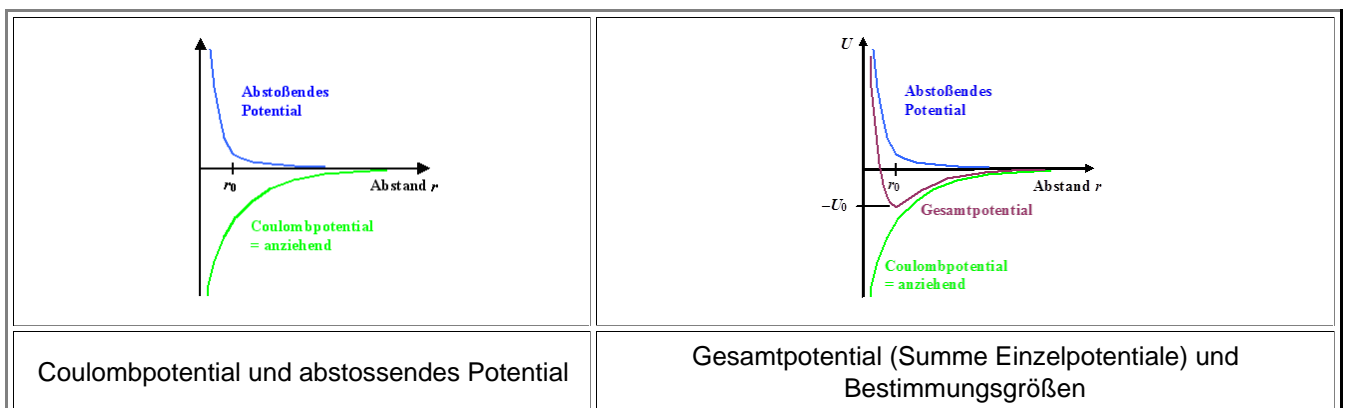 Abstoßendes
Potential
r₀
Abstand r
Coulombpotential
= anziehend
U
Abstoßendes
Potential
r₀
Abstand r
–U₀
Gesamtpotential
Coulombpotential
= anziehend
Coulombpotential und abstossendes Potential
Gesamtpotential (Summe Einzelpotentiale) und
Bestimmungsgrößen